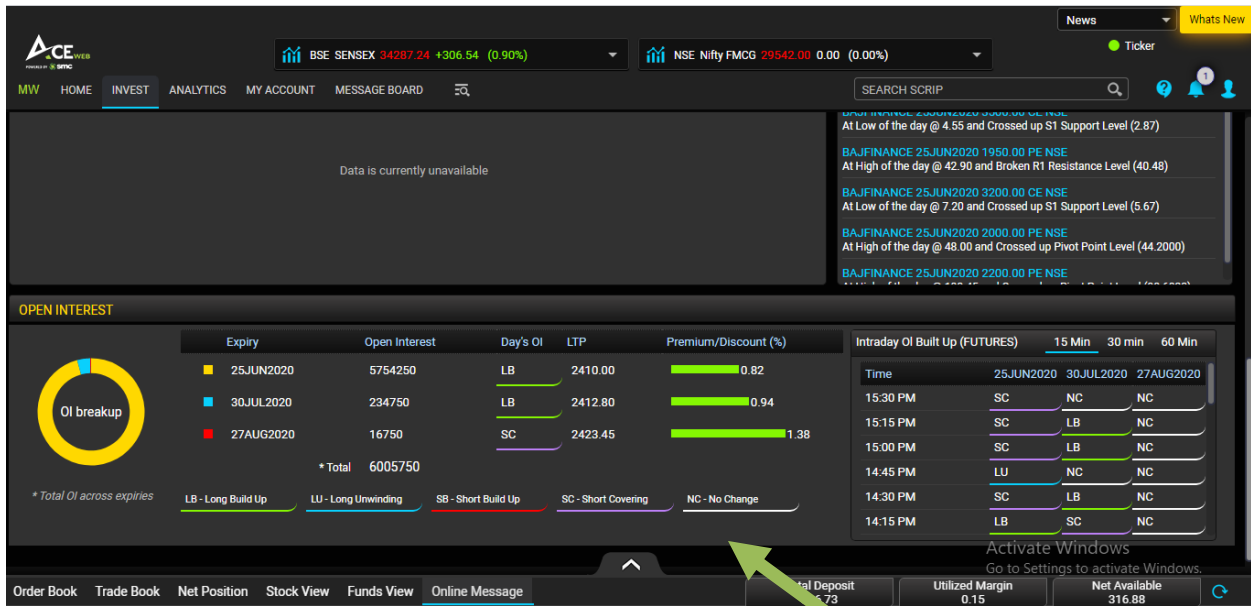 News
Whats New
ACE WEB
POWERED BY SMC
BSE SENSEX 34287.24 +306.54 (0.90%)
NSE Nifty FMCG 29542.00 0.00 (0.00%)
Ticker
MW HOME INVEST ANALYTICS MY ACCOUNT MESSAGE BOARD
SEARCH SCRIP
1
Data is currently unavailable
BAJFINANCE 25JUN2020 3500.00 CE NSE
At Low of the day @ 4.55 and Crossed up S1 Support Level (2.87)
BAJFINANCE 25JUN2020 1950.00 PE NSE
At High of the day @ 42.90 and Broken R1 Resistance Level (40.48)
BAJFINANCE 25JUN2020 3200.00 CE NSE
At Low of the day @ 7.20 and Crossed up S1 Support Level (5.67)
BAJFINANCE 25JUN2020 2000.00 PE NSE
At High of the day @ 48.00 and Crossed up Pivot Point Level (44.2000)
BAJFINANCE 25JUN2020 2200.00 PE NSE
OPEN INTEREST
OI breakup
* Total OI across expiries
Expiry Open Interest Day's OI LTP Premium/Discount (%)
25JUN2020 5754250 LB 2410.00 0.82
30JUL2020 234750 LB 2412.80 0.94
27AUG2020 16750 SC 2423.45 1.38
* Total 6005750
LB - Long Build Up LU - Long Unwinding SB - Short Build Up SC - Short Covering NC - No Change
Intraday OI Built Up (FUTURES) 15 Min 30 min 60 Min
Time 25JUN2020 30JUL2020 27AUG2020
15:30 PM SC NC NC
15:15 PM SC LB NC
15:00 PM SC LB NC
14:45 PM LU NC NC
14:30 PM SC LB NC
14:15 PM LB SC NC
Activate Windows
Go to Settings to activate Windows.
Order Book Trade Book Net Position Stock View Funds View Online Message
Deposit
.73
Utilized Margin
0.15
Net Available
316.88